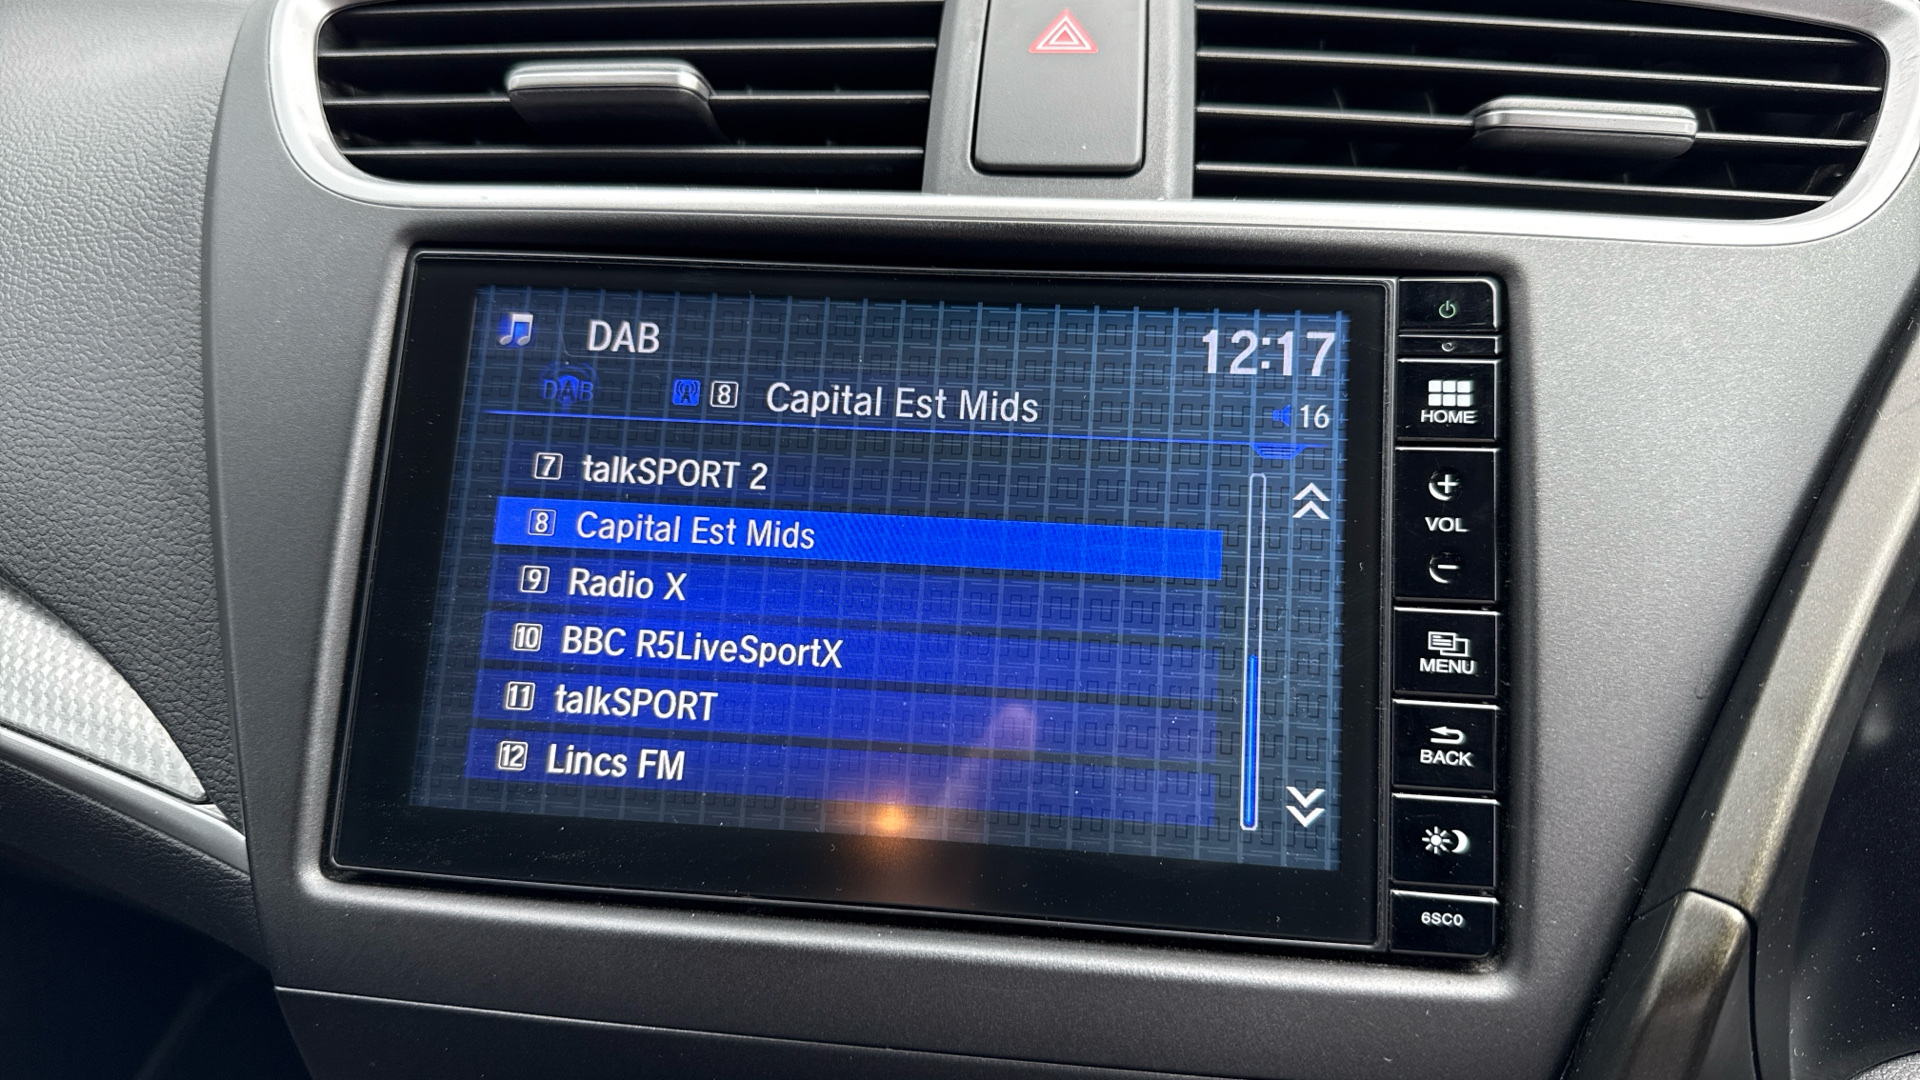 DAB
12:17
DAB
8 Capital Est Mids
16
7 talkSPORT 2
8 Capital Est Mids
9 Radio X
10 BBC R5LiveSportX
11 talkSPORT
12 Lincs FM
HOME
+
VOL
-
MENU
BACK
6SC0